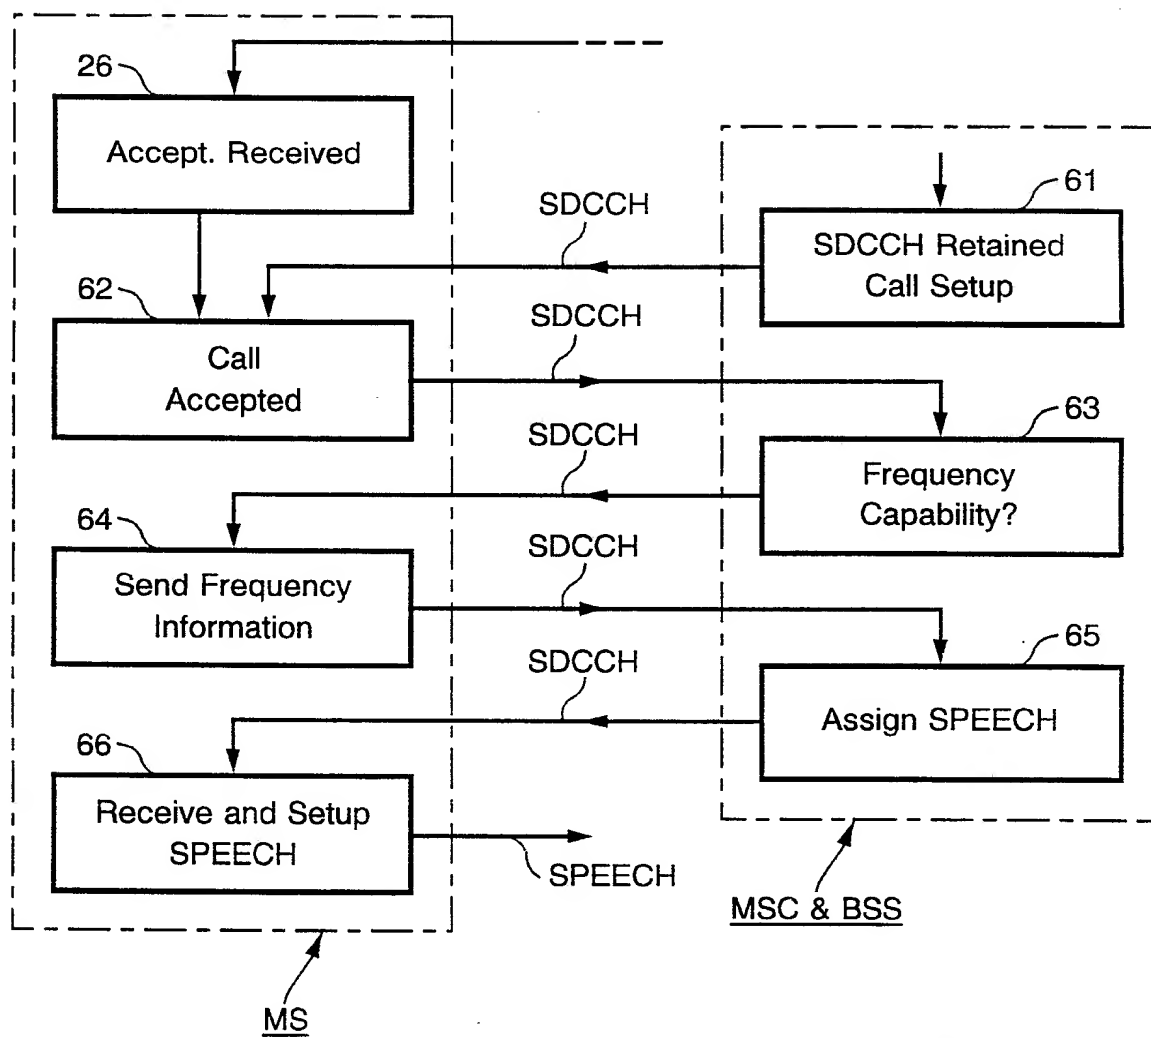 26
Accept. Received
61
SDCCH
SDCCH Retained
Call Setup
62
SDCCH
Call
Accepted
63
SDCCH
Frequency
Capability?
64
SDCCH
Send Frequency
Information
65
SDCCH
Assign SPEECH
66
Receive and Setup
SPEECH
SPEECH
MSC & BSS
MS